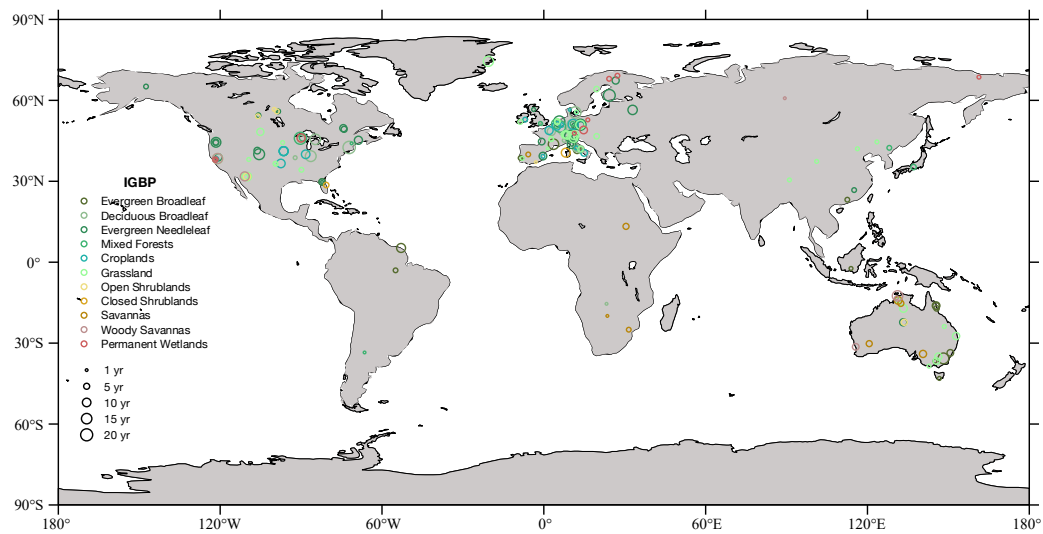 90°N
60°N
30°N
0°
30°S
60°S
90°S
IGBP
Evergreen Broadleaf
Deciduous Broadleaf
Evergreen Needleleaf
Mixed Forests
Croplands
Grassland
Open Shrublands
Closed Shrublands
Savannas
Woody Savannas
Permanent Wetlands
1 yr
5 yr
10 yr
15 yr
20 yr
180° 120°W 60°W 0° 60°E 120°E 180°